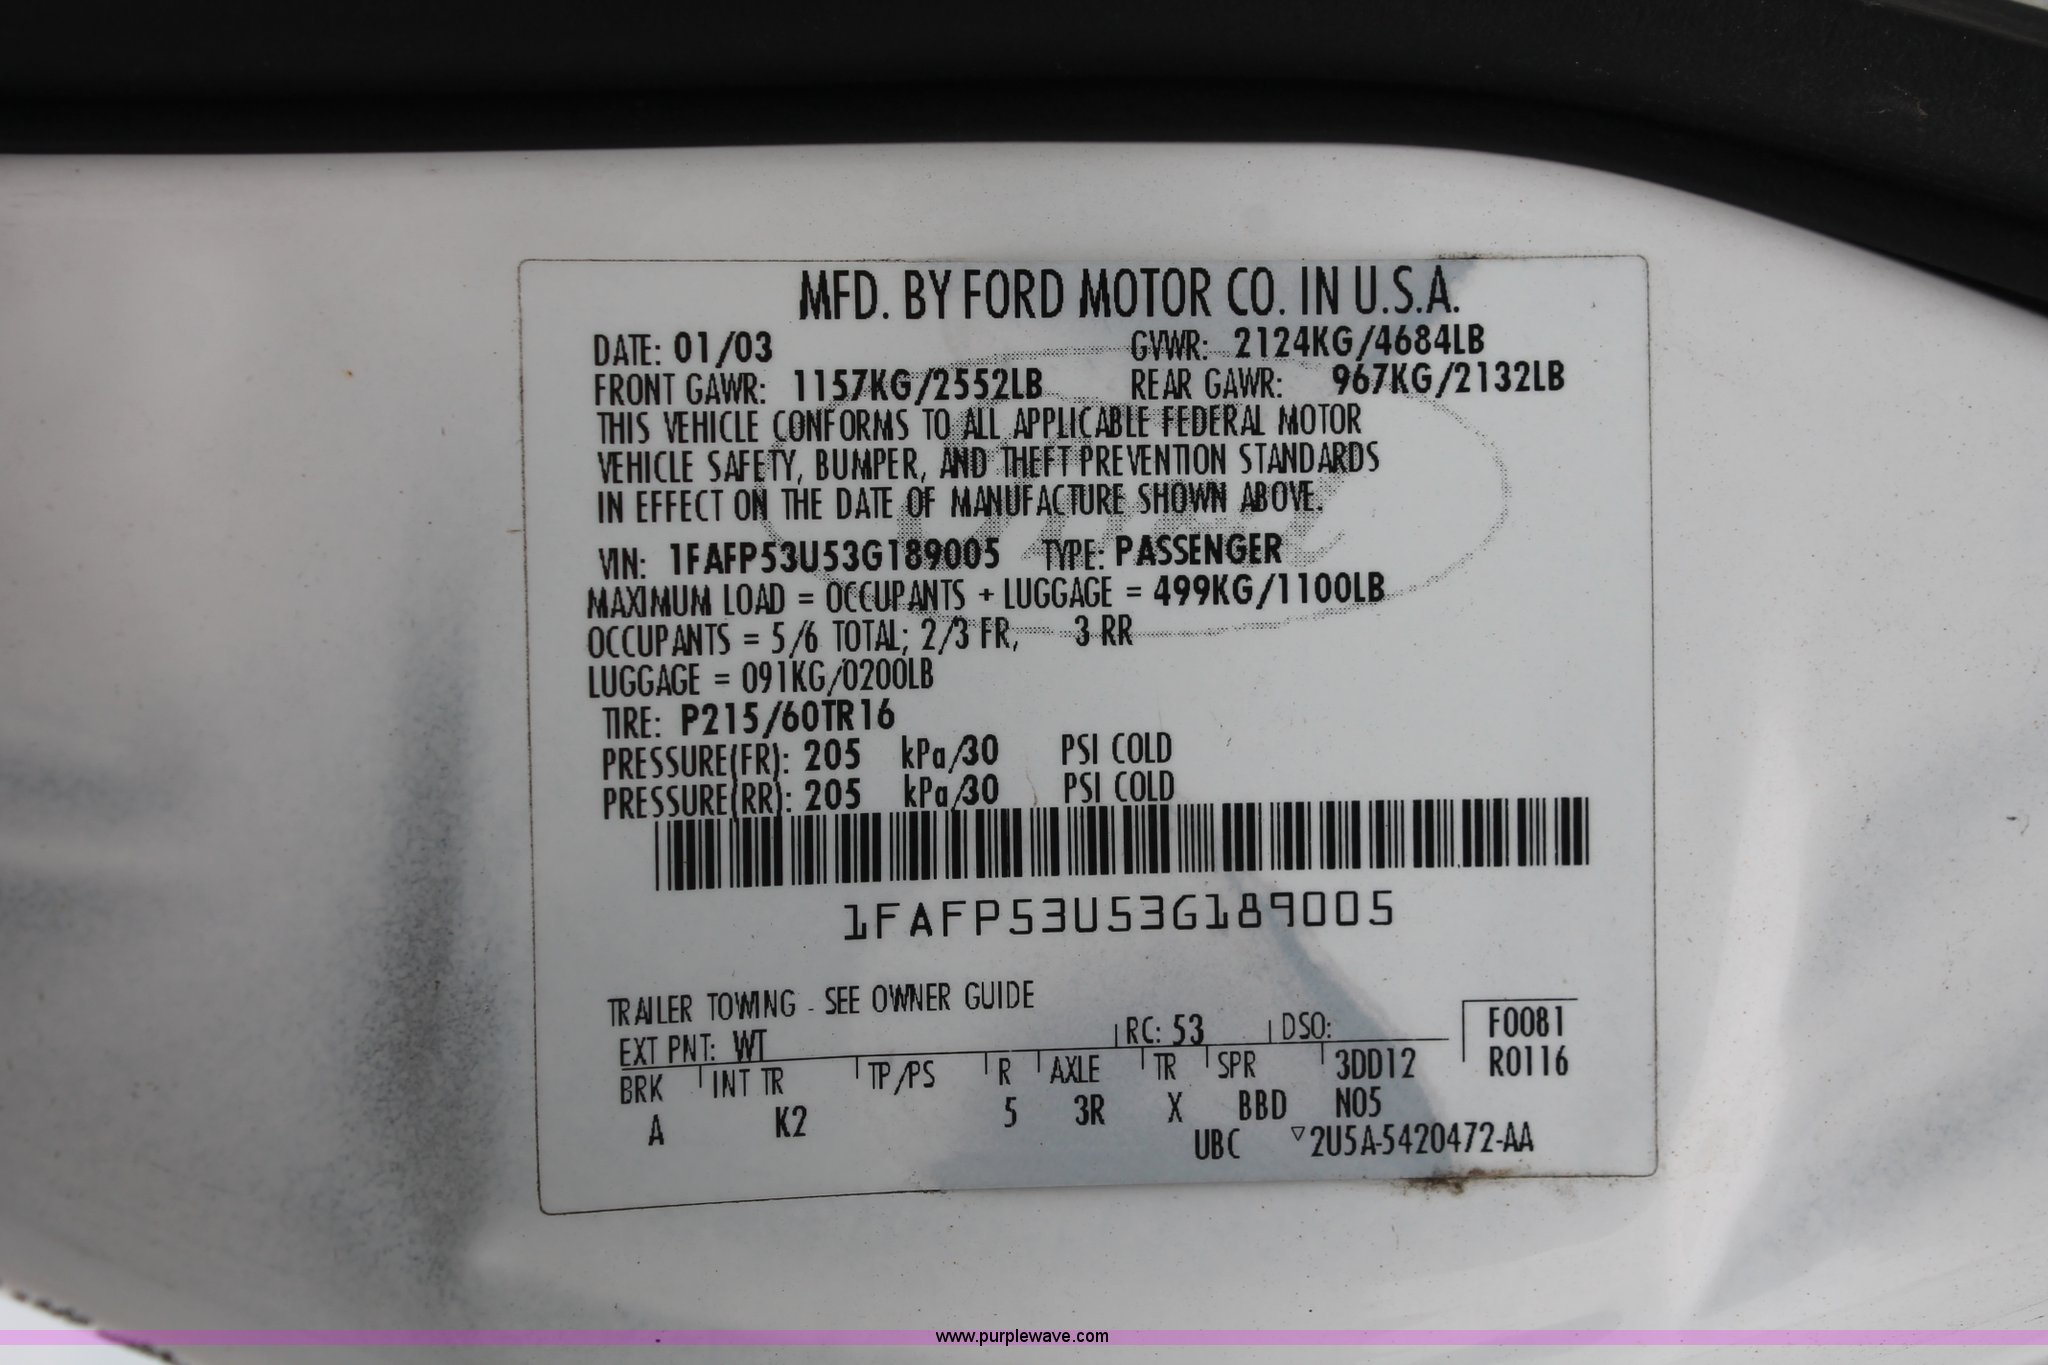 MFD. BY FORD MOTOR CO. IN U.S.A.
DATE: 01/03 GVWR: 2124KG/4684LB
FRONT GAWR: 1157KG/2552LB REAR GAWR: 967KG/2132LB
THIS VEHICLE CONFORMS TO ALL APPLICABLE FEDERAL MOTOR
VEHICLE SAFETY, BUMPER, AND THEFT PREVENTION STANDARDS
IN EFFECT ON THE DATE OF MANUFACTURE SHOWN ABOVE.
VIN: 1FAFP53U53G189005 TYPE: PASSENGER
MAXIMUM LOAD = OCCUPANTS + LUGGAGE = 499KG/1100LB
OCCUPANTS = 5/6 TOTAL; 2/3 FR, 3 RR
LUGGAGE = 091KG/0200LB
TIRE: P215/60TR16
PRESSURE(FR): 205 kPa/30 PSI COLD
PRESSURE(RR): 205 kPa/30 PSI COLD
1FAFP53U53G189005
TRAILER TOWING - SEE OWNER GUIDE
EXT PNT: WT RC: 53 DSO: F0081
BRK INT TR TP/PS R AXLE TR SPR 3DD12 R0116
A K2 5 3R X BBD N05
UBC ▽2U5A-5420472-AA
www.purplewave.com